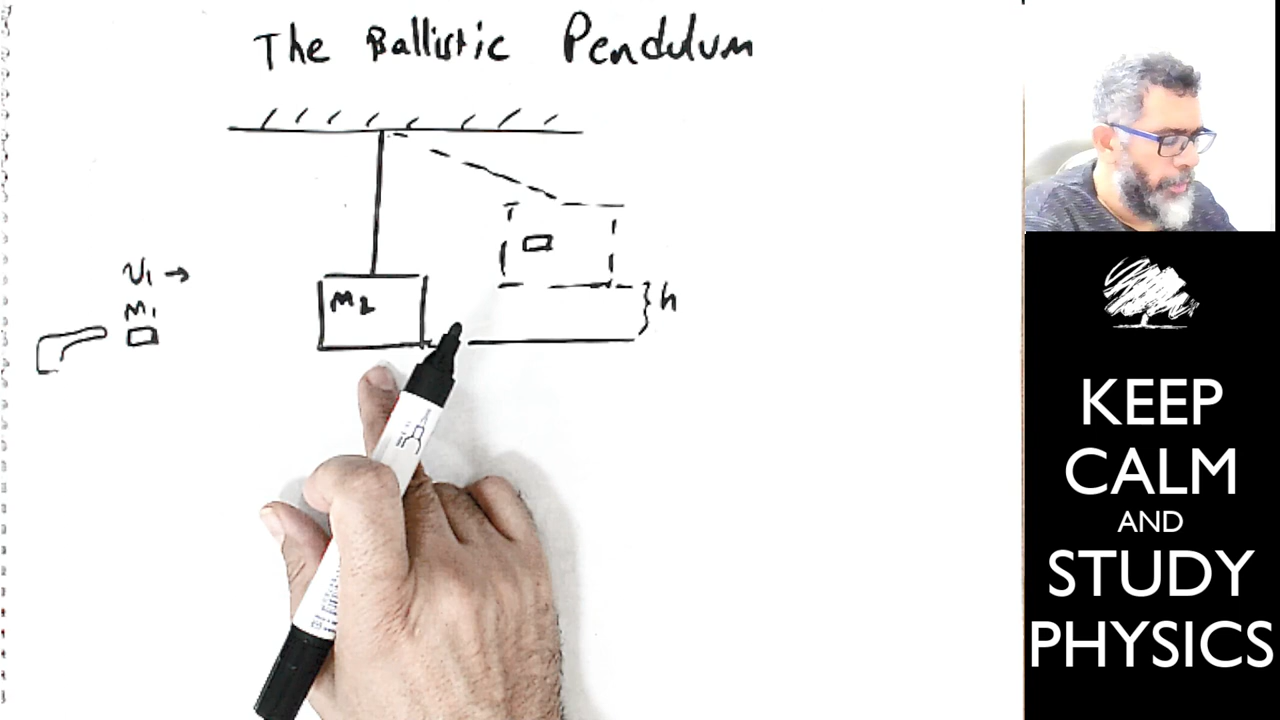 The Ballistic Pendulum
V1 →
M1
M2
h
KEEP
CALM
AND
STUDY
PHYSICS